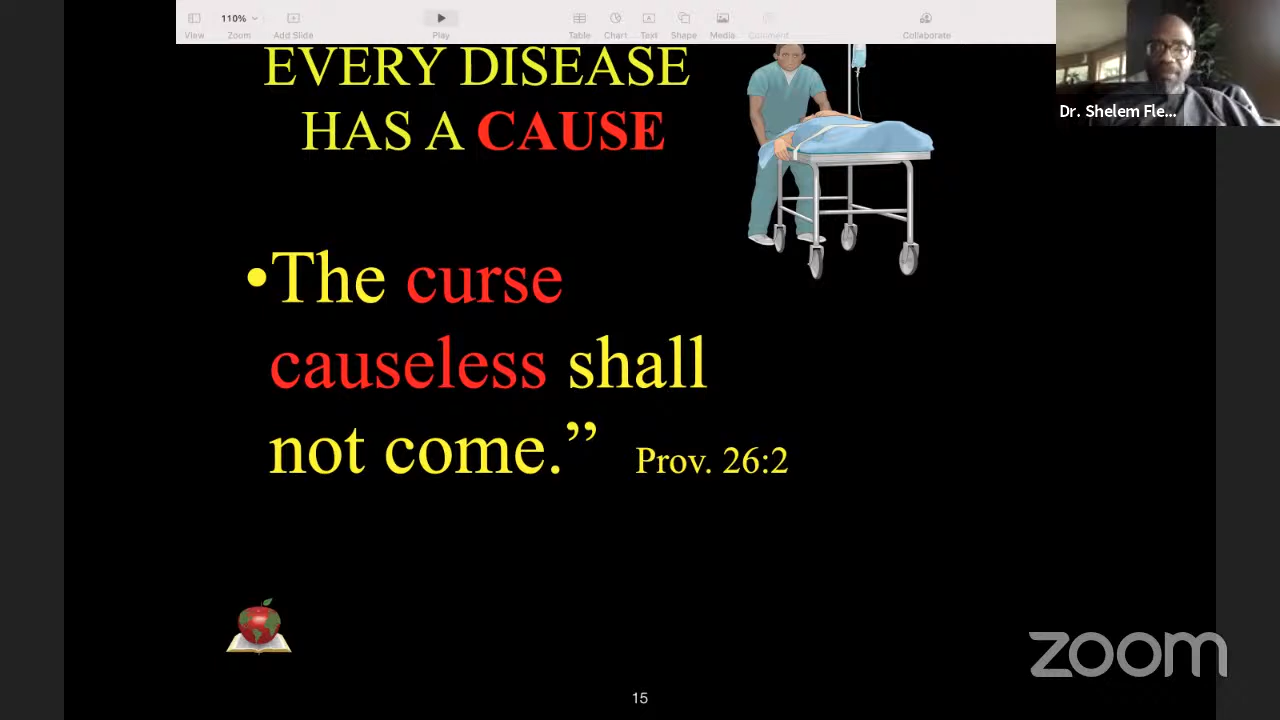 110%
View
Zoom
Add Slide
Play
Table
Chart
Text
Shape
Media
Comment
Collaborate
Dr. Shelem Fle...
EVERY DISEASE
HAS A CAUSE
•The curse
causeless shall
not come.” Prov. 26:2
zoom
15